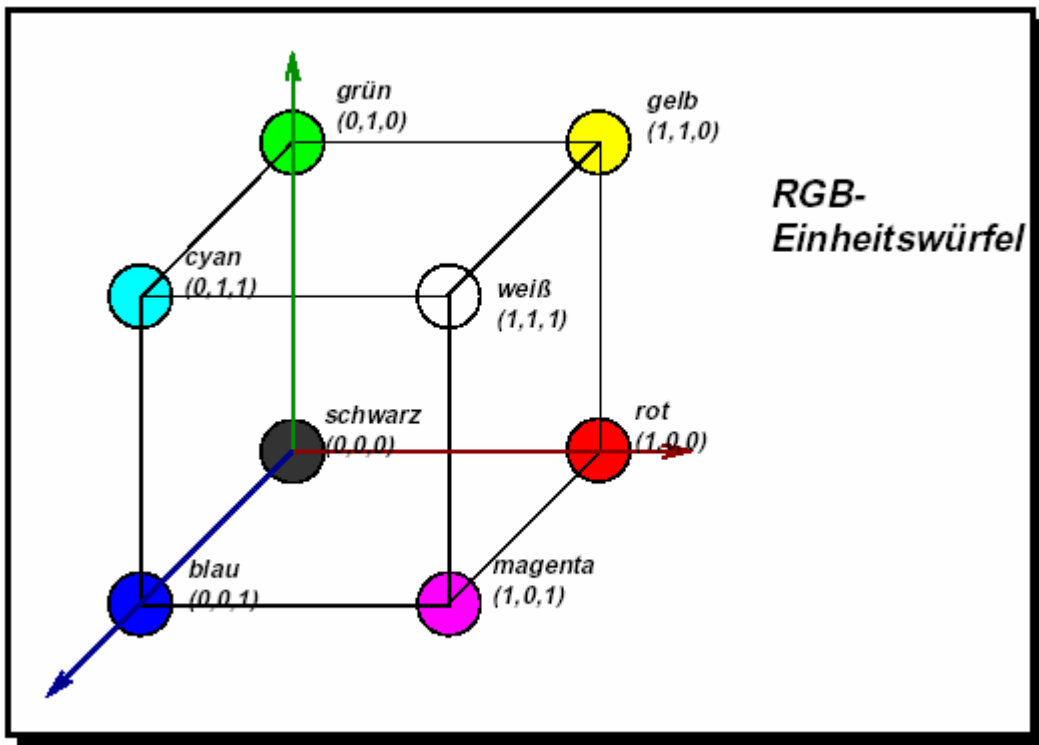 grün
(0,1,0)
gelb
(1,1,0)
RGB-
Einheitswürfel
cyan
(0,1,1)
weiß
(1,1,1)
schwarz
(0,0,0)
rot
(1,0,0)
blau
(0,0,1)
magenta
(1,0,1)